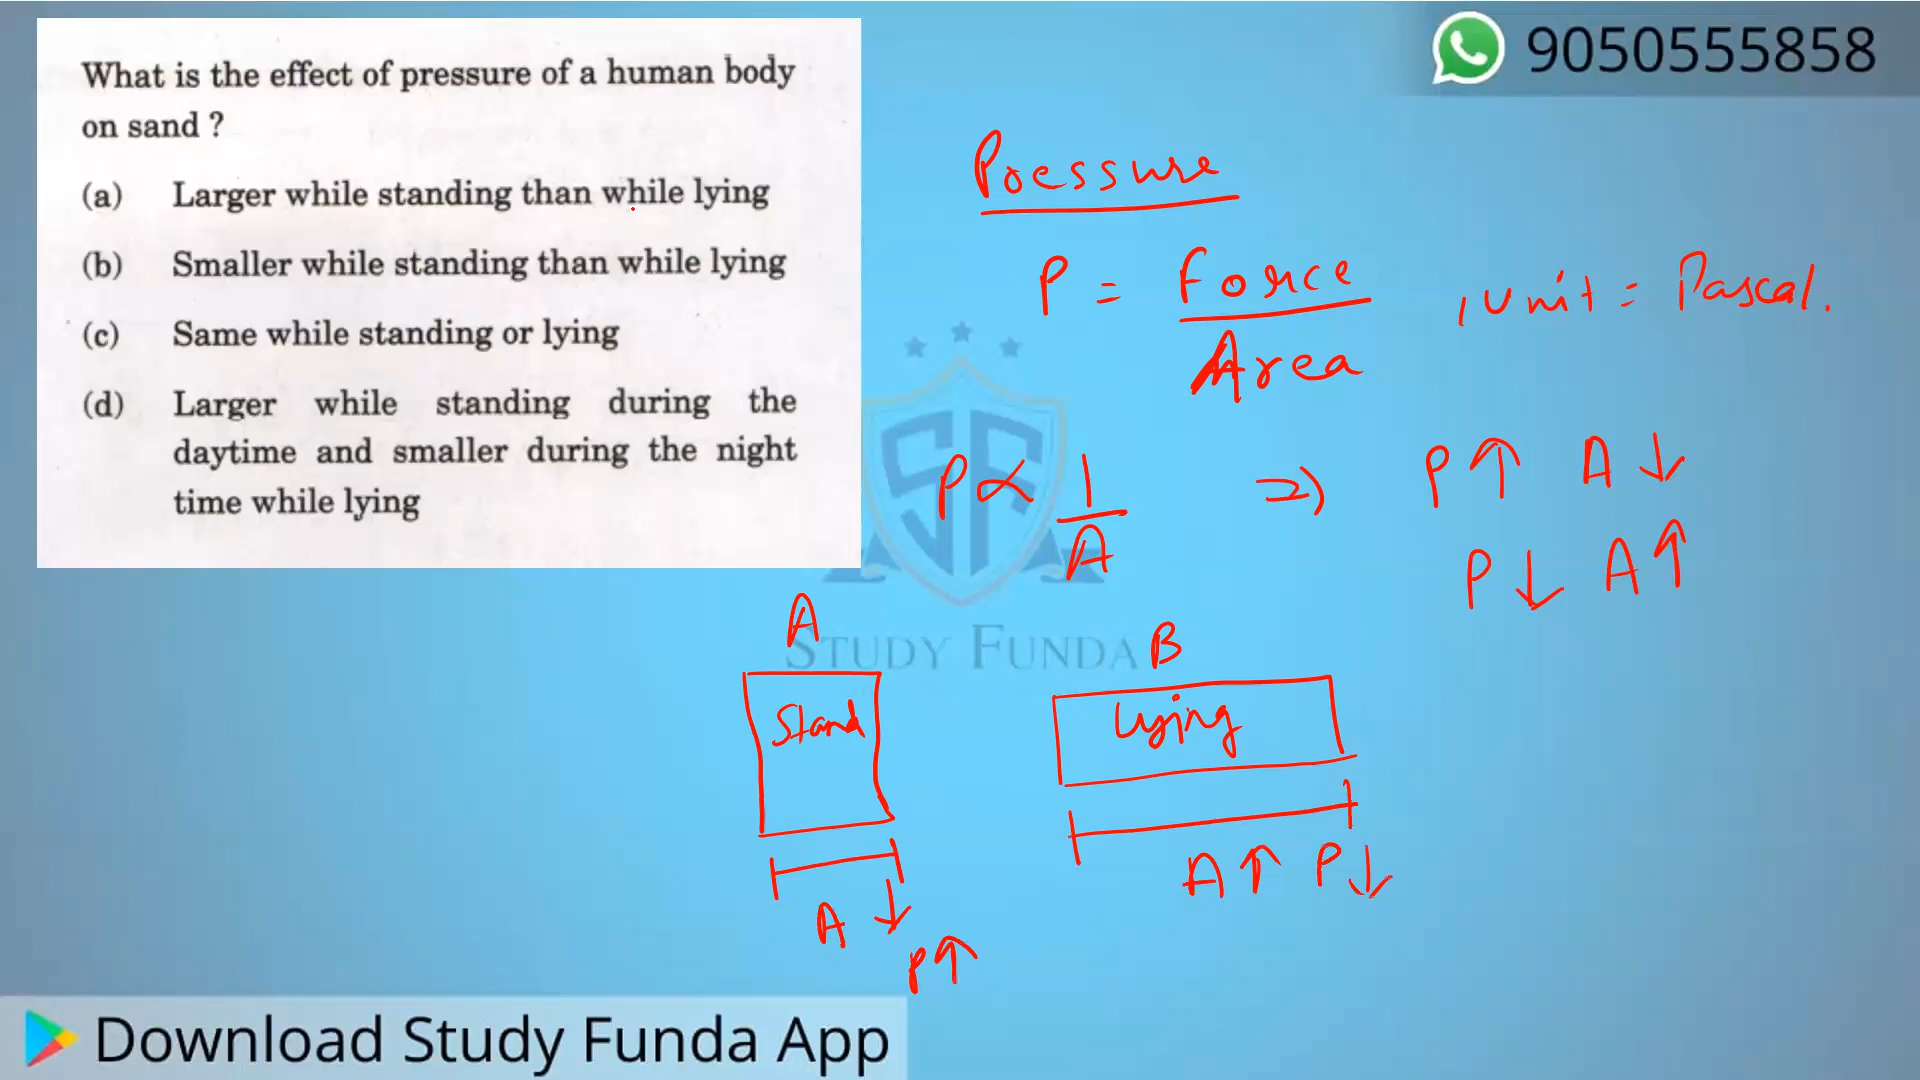 What is the effect of pressure of a human body
on sand ?
(a) Larger while standing than while lying
(b) Smaller while standing than while lying
(c) Same while standing or lying
(d) Larger while standing during the
daytime and smaller during the night
time while lying
9050555858
Pressure
P = Force
Area
, Unit = Pascal.
P ∝ 1
A
⇒ P↑ A↓
P↓ A↑
SF
STUDY FUNDA
A
Stand
A↓
P↑
B
Lying
A↑ P↓
Download Study Funda App